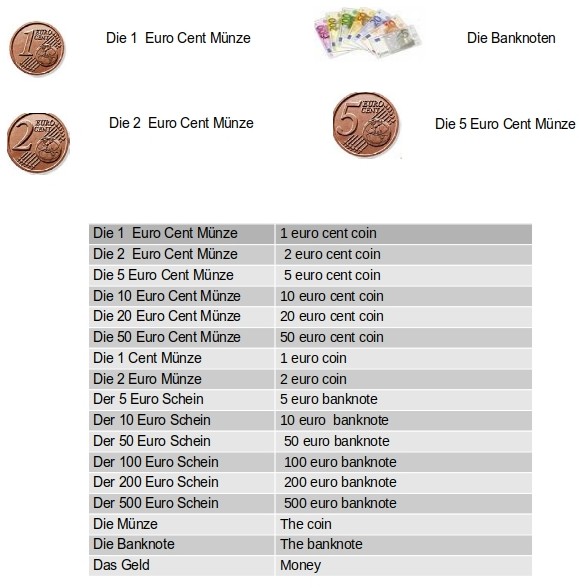 Die 1 Euro Cent Münze
Die Banknoten
Die 2 Euro Cent Münze
Die 5 Euro Cent Münze
1 EURO CENT
2 EURO CENT
5 EURO CENT
Die 1 Euro Cent Münze 1 euro cent coin
Die 2 Euro Cent Münze 2 euro cent coin
Die 5 Euro Cent Münze 5 euro cent coin
Die 10 Euro Cent Münze 10 euro cent coin
Die 20 Euro Cent Münze 20 euro cent coin
Die 50 Euro Cent Münze 50 euro cent coin
Die 1 Cent Münze 1 euro coin
Die 2 Euro Münze 2 euro coin
Der 5 Euro Schein 5 euro banknote
Der 10 Euro Schein 10 euro banknote
Der 50 Euro Schein 50 euro banknote
Der 100 Euro Schein 100 euro banknote
Der 200 Euro Schein 200 euro banknote
Der 500 Euro Schein 500 euro banknote
Die Münze The coin
Die Banknote The banknote
Das Geld Money